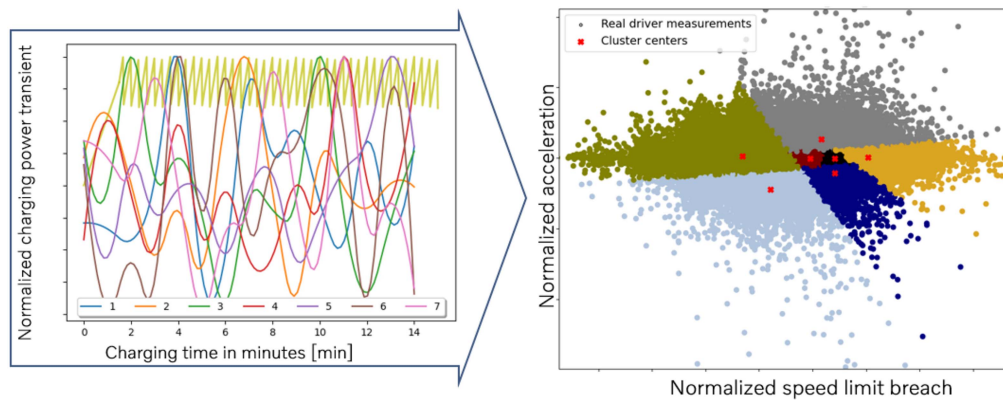 Normalized charging power transient
1 2 3 4 5 6 7
0 2 4 6 8 10 12 14
Charging time in minutes [min]
Real driver measurements
Cluster centers
Normalized acceleration
Normalized speed limit breach